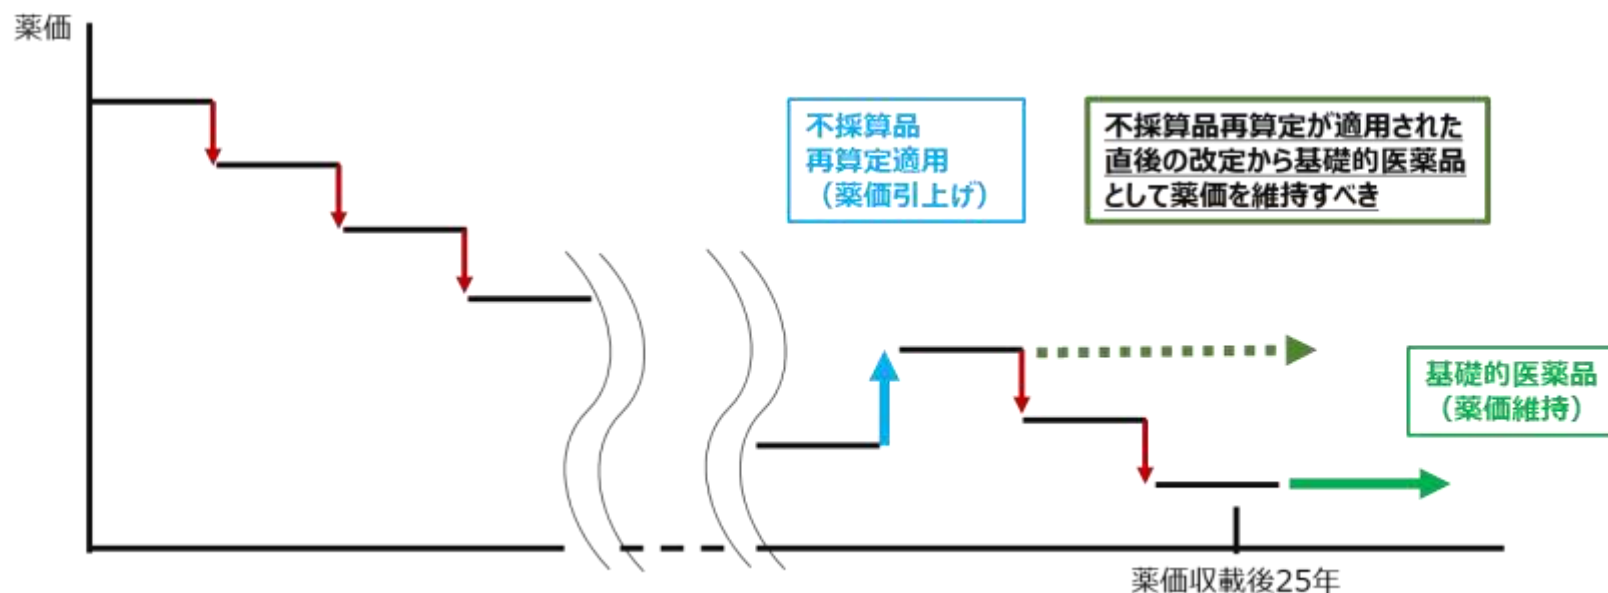 薬価
不採算品
再算定適用
（薬価引上げ）
不採算品再算定が適用された
直後の改定から基礎的医薬品
として薬価を維持すべき
基礎的医薬品
（薬価維持）
薬価収載後25年